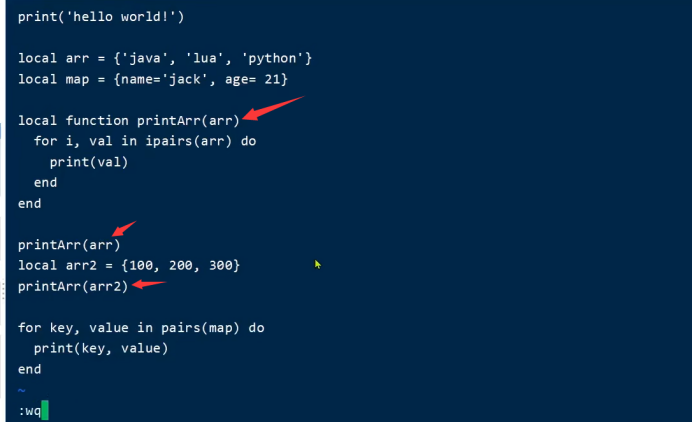 print('hello world!')
local arr = {'java', 'lua', 'python'}
local map = {name='jack', age= 21}
local function printArr(arr)
  for i, val in ipairs(arr) do
    print(val)
  end
end
printArr(arr)
local arr2 = {100, 200, 300}
printArr(arr2)
for key, value in pairs(map) do
  print(key, value)
end
~
:wq